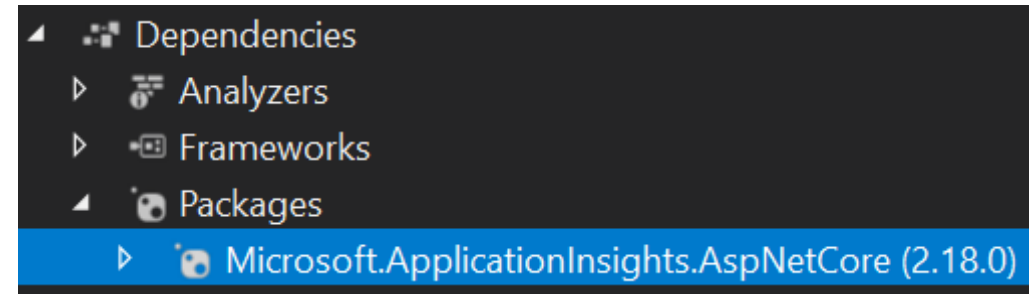 Dependencies
Analyzers
Frameworks
Packages
Microsoft.ApplicationInsights.AspNetCore (2.18.0)